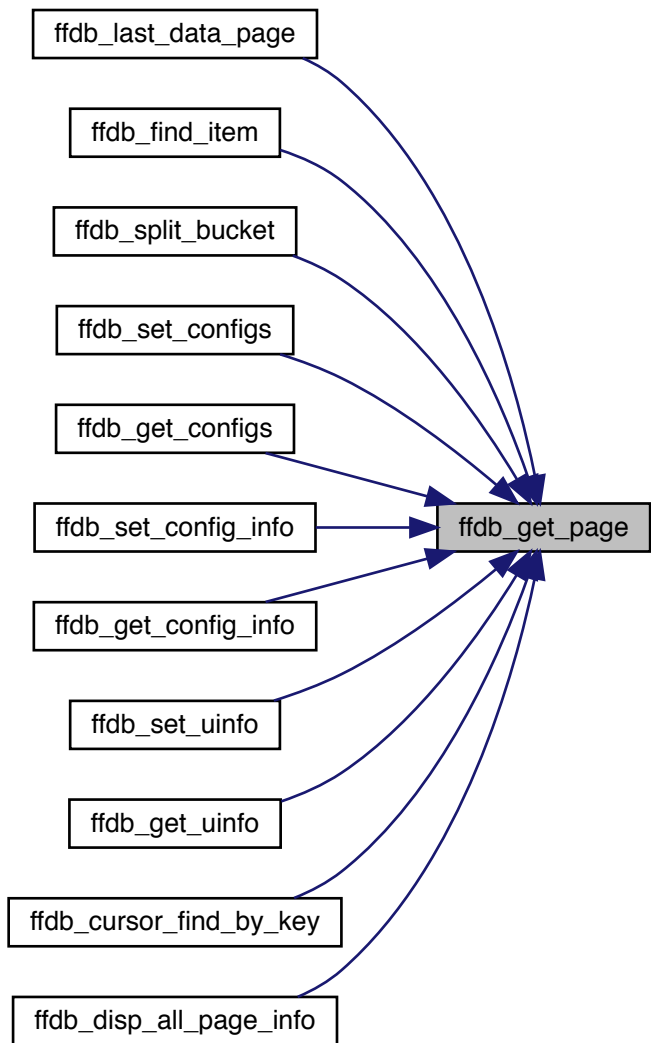 ffdb_last_data_page
ffdb_find_item
ffdb_split_bucket
ffdb_set_configs
ffdb_get_configs
ffdb_set_config_info
ffdb_get_page
ffdb_get_config_info
ffdb_set_uinfo
ffdb_get_uinfo
ffdb_cursor_find_by_key
ffdb_disp_all_page_info